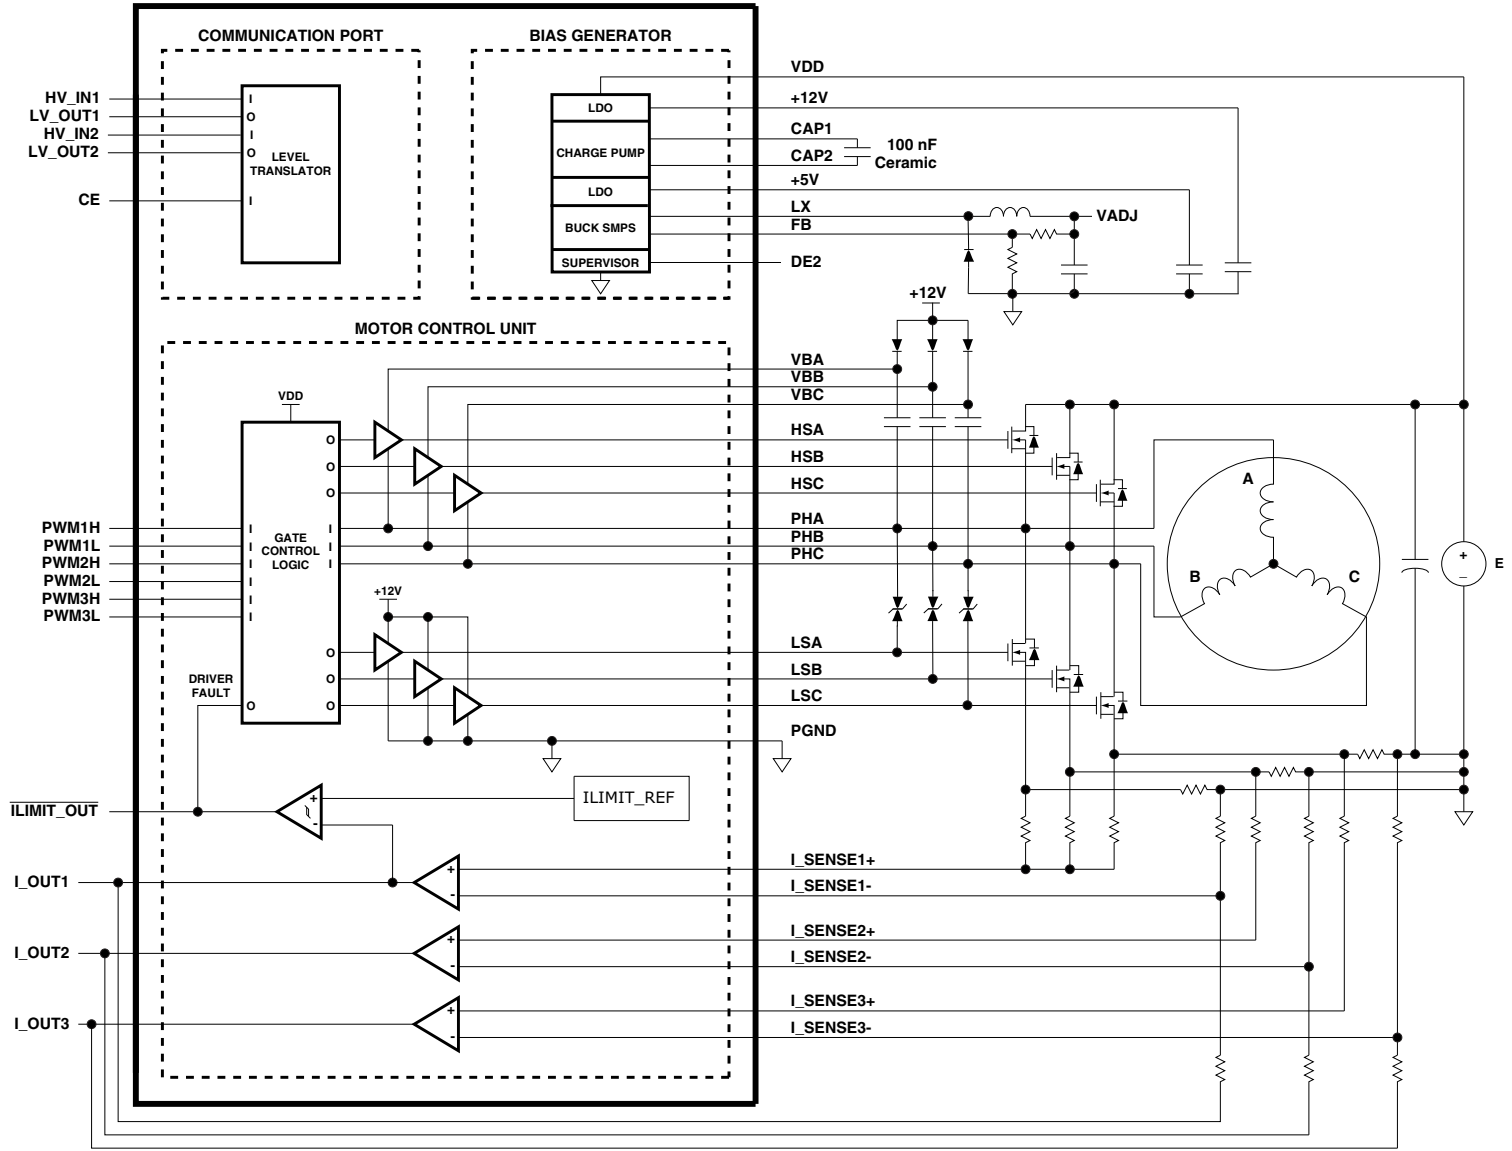 COMMUNICATION PORT
BIAS GENERATOR
HV_IN1
LV_OUT1
HV_IN2
LV_OUT2
CE
I
O
I
O
I
LEVEL
TRANSLATOR
LDO
CHARGE PUMP
LDO
BUCK SMPS
SUPERVISOR
VDD
+12V
CAP1
CAP2
100 nF
Ceramic
+5V
LX
FB
VADJ
DE2
+12V
MOTOR CONTROL UNIT
VDD
VBA
VBB
VBC
HSA
HSB
HSC
PHA
PHB
PHC
O
O
O
PWM1H
PWM1L
PWM2H
PWM2L
PWM3H
PWM3L
I
I
I
I
I
I
GATE
CONTROL
LOGIC
I
I
I
+12V
O
O
O
DRIVER
FAULT
O
LSA
LSB
LSC
PGND
A
B
C
+
–
E
ILIMIT_OUT
+
-
ILIMIT_REF
I_OUT1
+
-
I_SENSE1+
I_SENSE1-
I_OUT2
+
-
I_SENSE2+
I_SENSE2-
I_OUT3
+
-
I_SENSE3+
I_SENSE3-